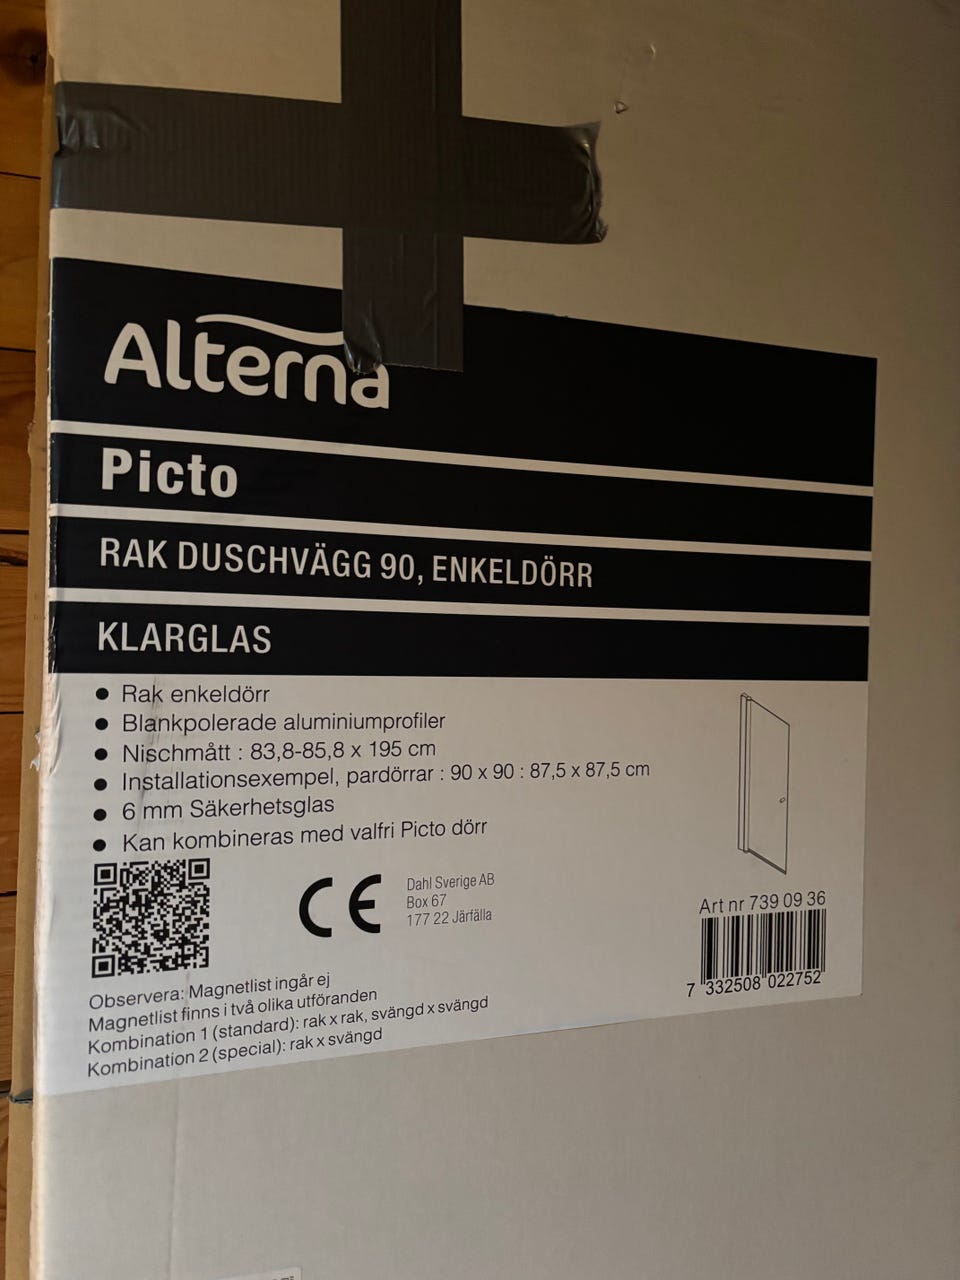 Alterna
Picto
RAK DUSCHVÄGG 90, ENKELDÖRR
KLARGLAS
● Rak enkeldörr
● Blankpolerade aluminiumprofiler
● Nischmått : 83,8-85,8 x 195 cm
● Installationsexempel, pardörrar : 90 x 90 : 87,5 x 87,5 cm
● 6 mm Säkerhetsglas
● Kan kombineras med valfri Picto dörr
CE
Dahl Sverige AB
Box 67
177 22 Järfälla
Art nr 739 09 36
7 332508 022752
Observera: Magnetlist ingår ej
Magnetlist finns i två olika utföranden
Kombination 1 (standard): rak x rak, svängd x svängd
Kombination 2 (special): rak x svängd